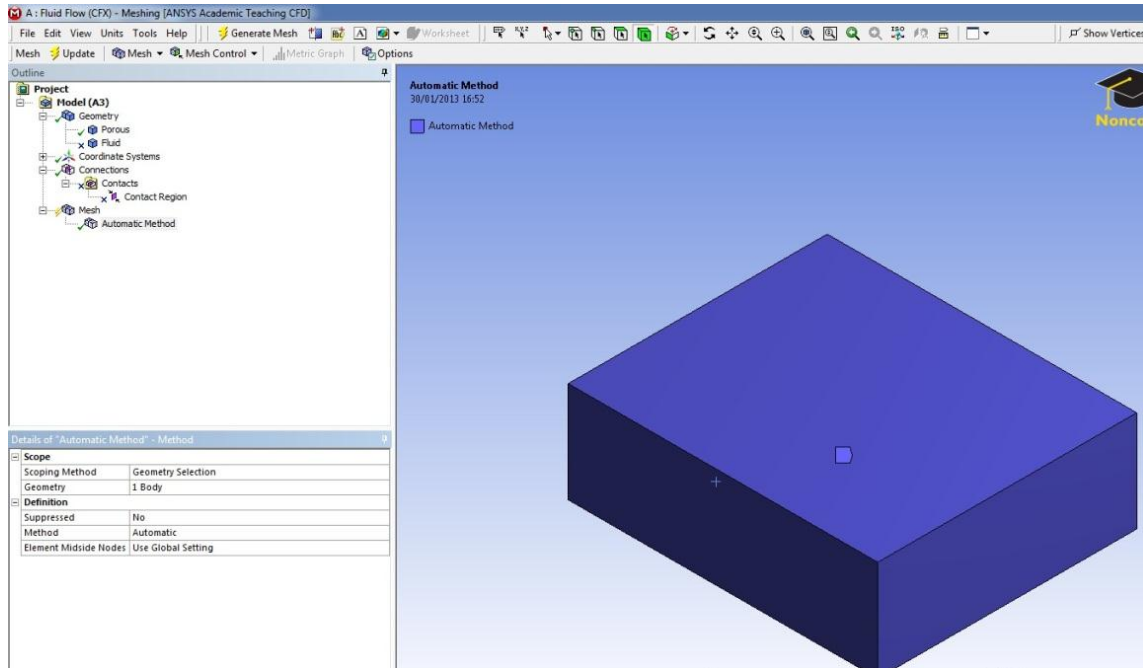 A : Fluid Flow (CFX) - Meshing [ANSYS Academic Teaching CFD]
File Edit View Units Tools Help Generate Mesh A Worksheet Show Vertices
Mesh Update Mesh Mesh Control Metric Graph Options
Outline
Project
Model (A3)
Geometry
Porous
Fluid
Coordinate Systems
Connections
Contacts
Contact Region
Mesh
Automatic Method
Details of "Automatic Method" - Method
Scope
Scoping Method Geometry Selection
Geometry 1 Body
Definition
Suppressed No
Method Automatic
Element Midside Nodes Use Global Setting
Automatic Method
30/01/2013 16:52
Automatic Method
Nonco